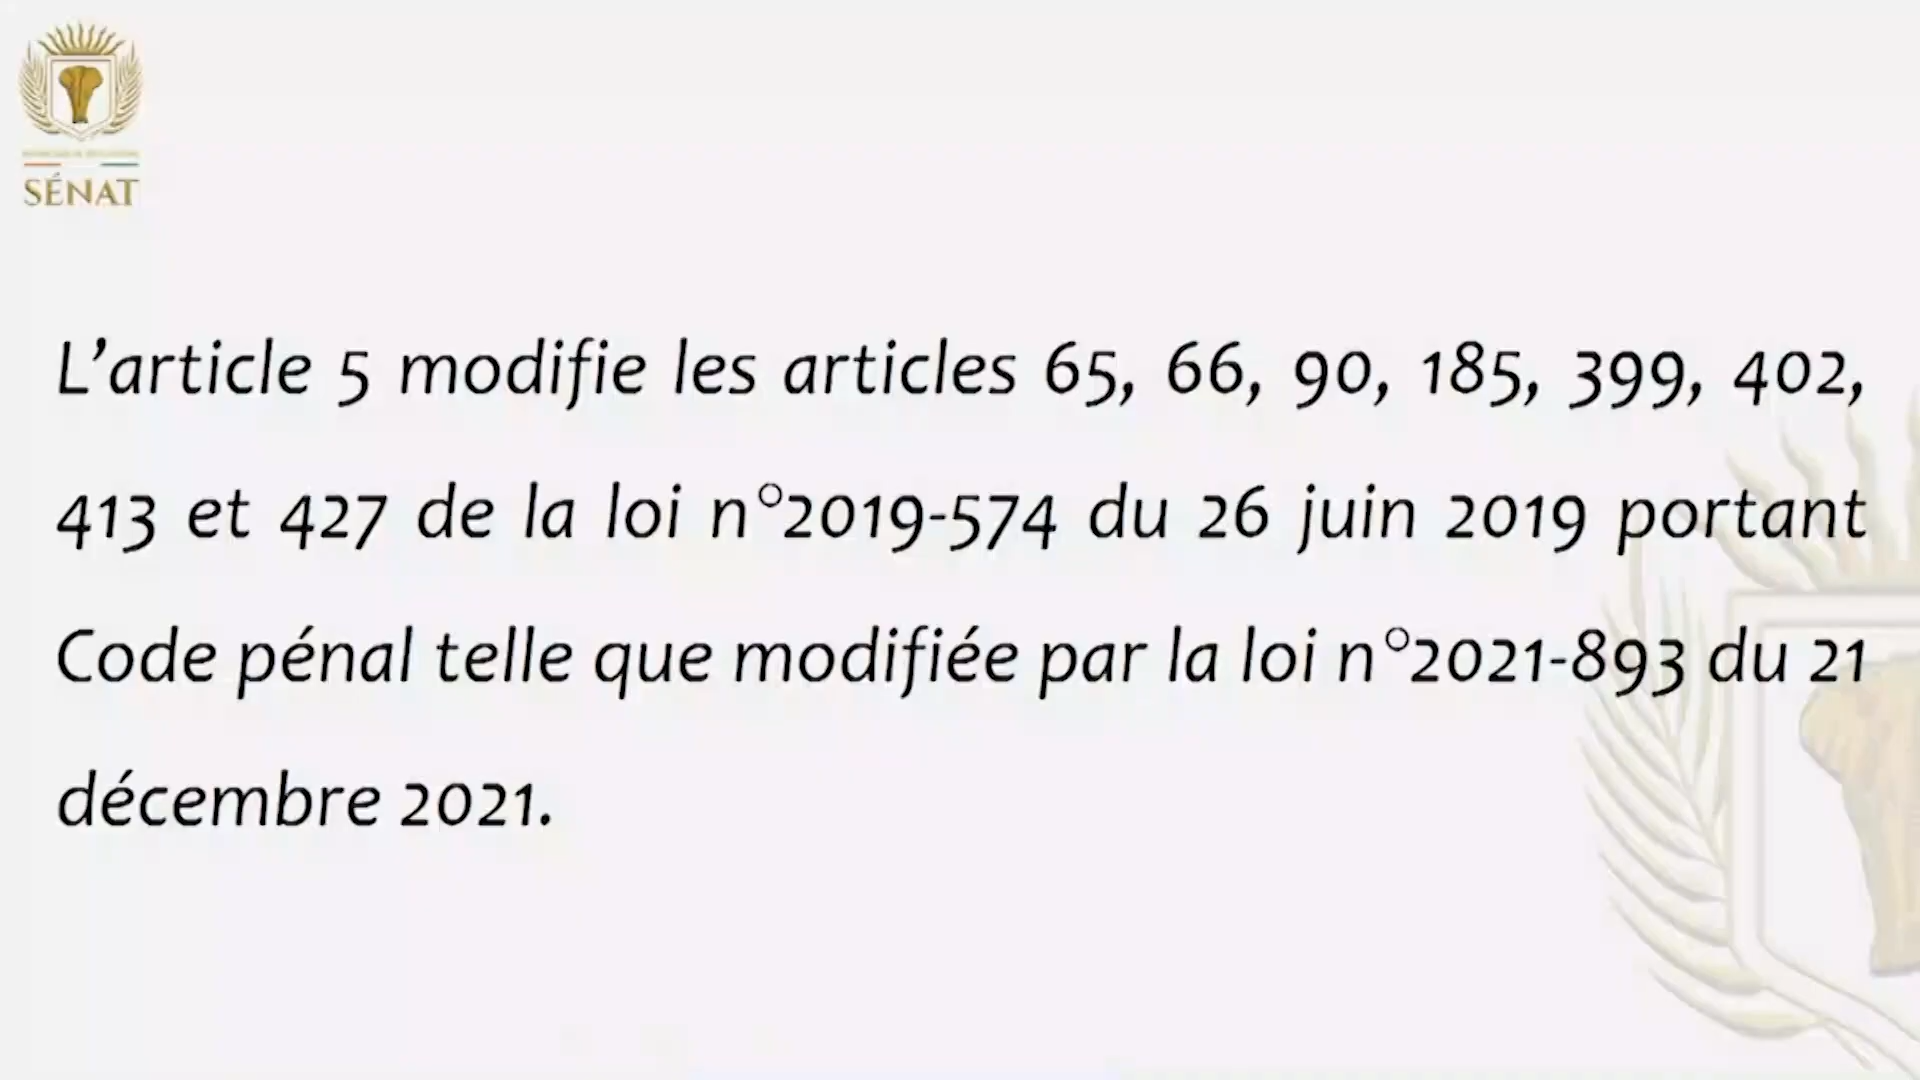 SÉNAT
L’article 5 modifie les articles 65, 66, 90, 185, 399, 402,
413 et 427 de la loi n°2019-574 du 26 juin 2019 portant
Code pénal telle que modifiée par la loi n°2021-893 du 21
décembre 2021.